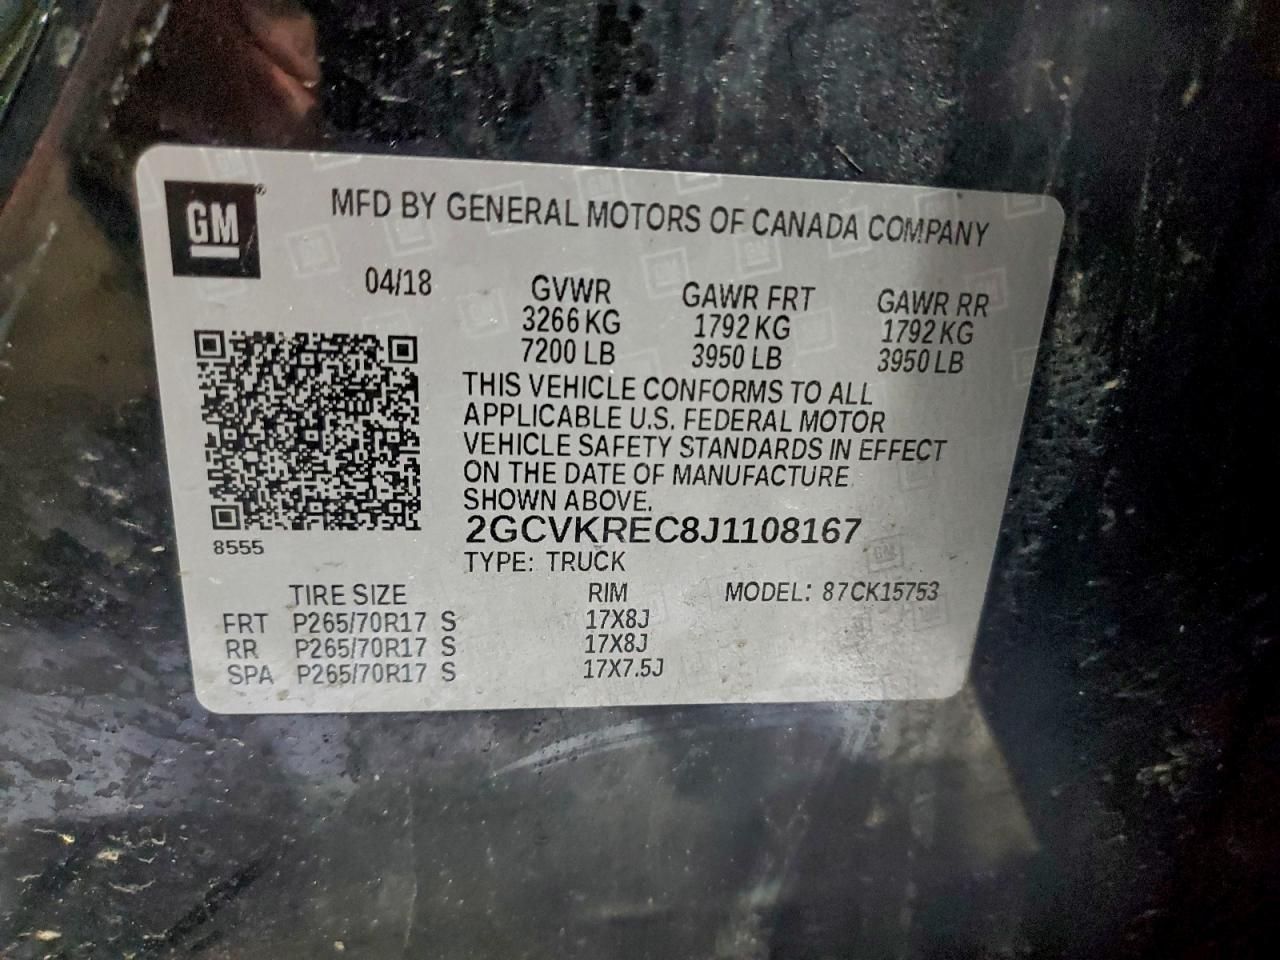 GM®
MFD BY GENERAL MOTORS OF CANADA COMPANY
04/18 GVWR GAWR FRT GAWR RR
3266 KG 1792 KG 1792 KG
7200 LB 3950 LB 3950 LB
THIS VEHICLE CONFORMS TO ALL
APPLICABLE U.S. FEDERAL MOTOR
VEHICLE SAFETY STANDARDS IN EFFECT
ON THE DATE OF MANUFACTURE
SHOWN ABOVE.
8555
2GCVKREC8J1108167
TYPE: TRUCK
TIRE SIZE RIM MODEL: 87CK15753
FRT P265/70R17 S 17X8J
RR P265/70R17 S 17X8J
SPA P265/70R17 S 17X7.5J